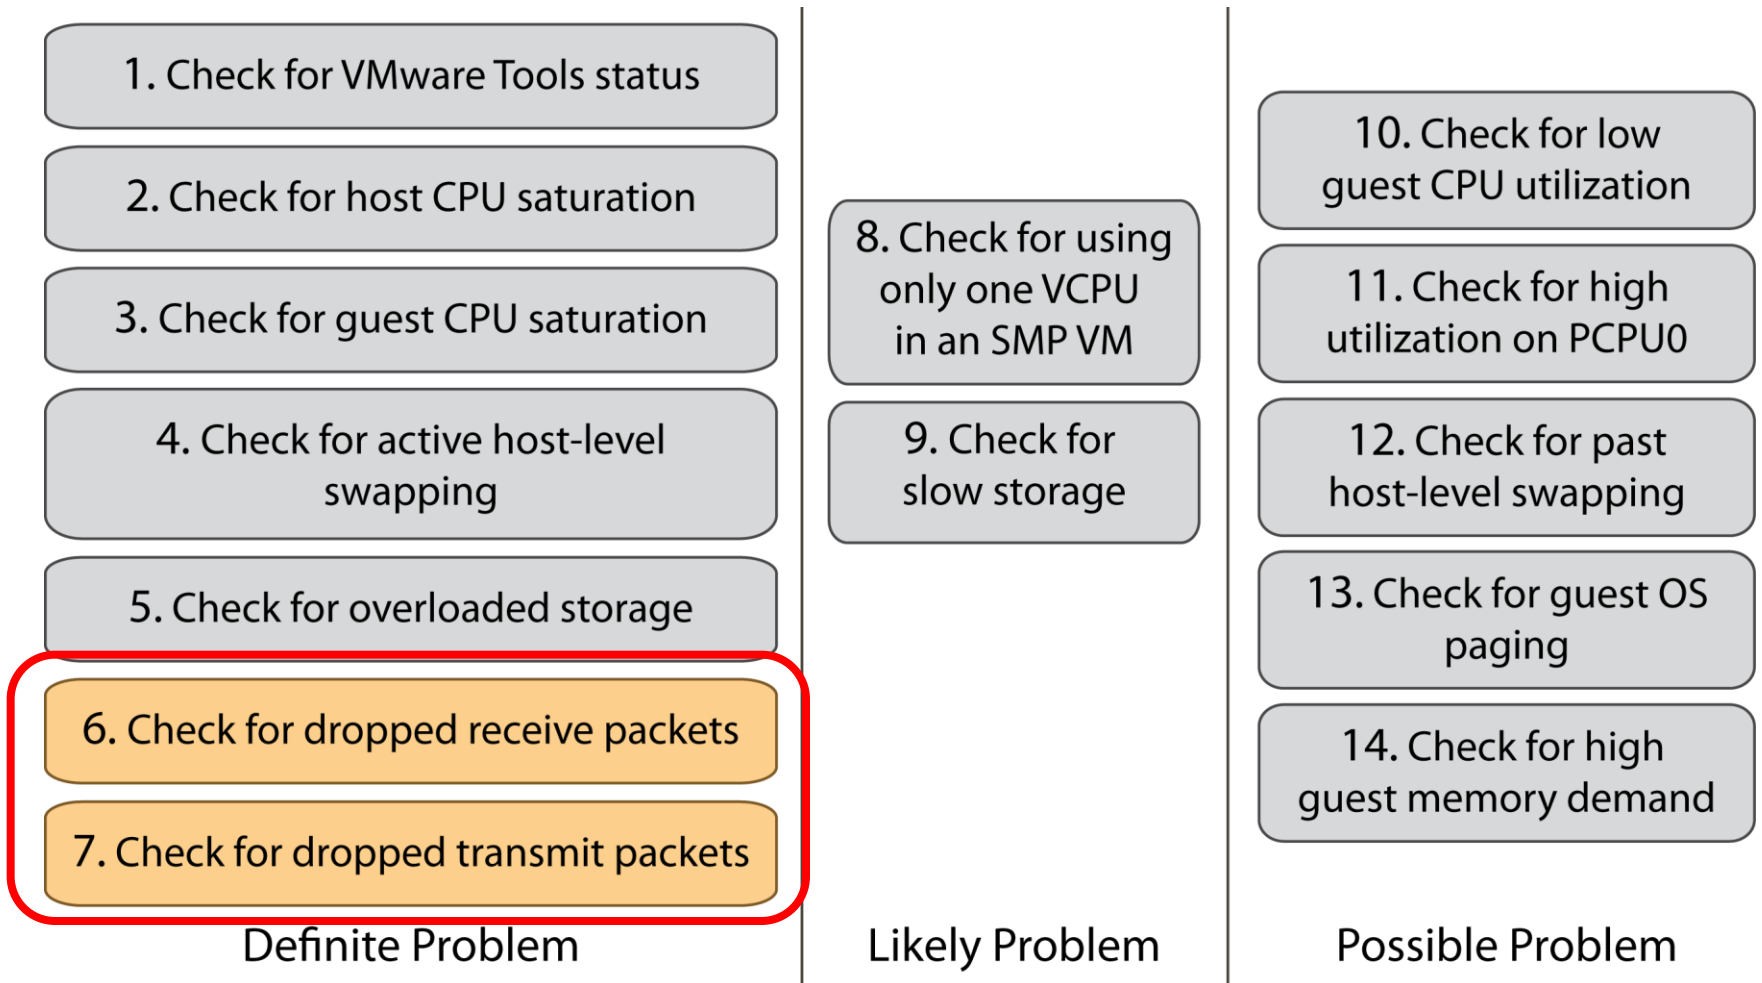 1. Check for VMware Tools status
2. Check for host CPU saturation
3. Check for guest CPU saturation
4. Check for active host-level
swapping
5. Check for overloaded storage
6. Check for dropped receive packets
7. Check for dropped transmit packets
Definite Problem
8. Check for using
only one VCPU
in an SMP VM
9. Check for
slow storage
Likely Problem
10. Check for low
guest CPU utilization
11. Check for high
utilization on PCPU0
12. Check for past
host-level swapping
13. Check for guest OS
paging
14. Check for high
guest memory demand
Possible Problem